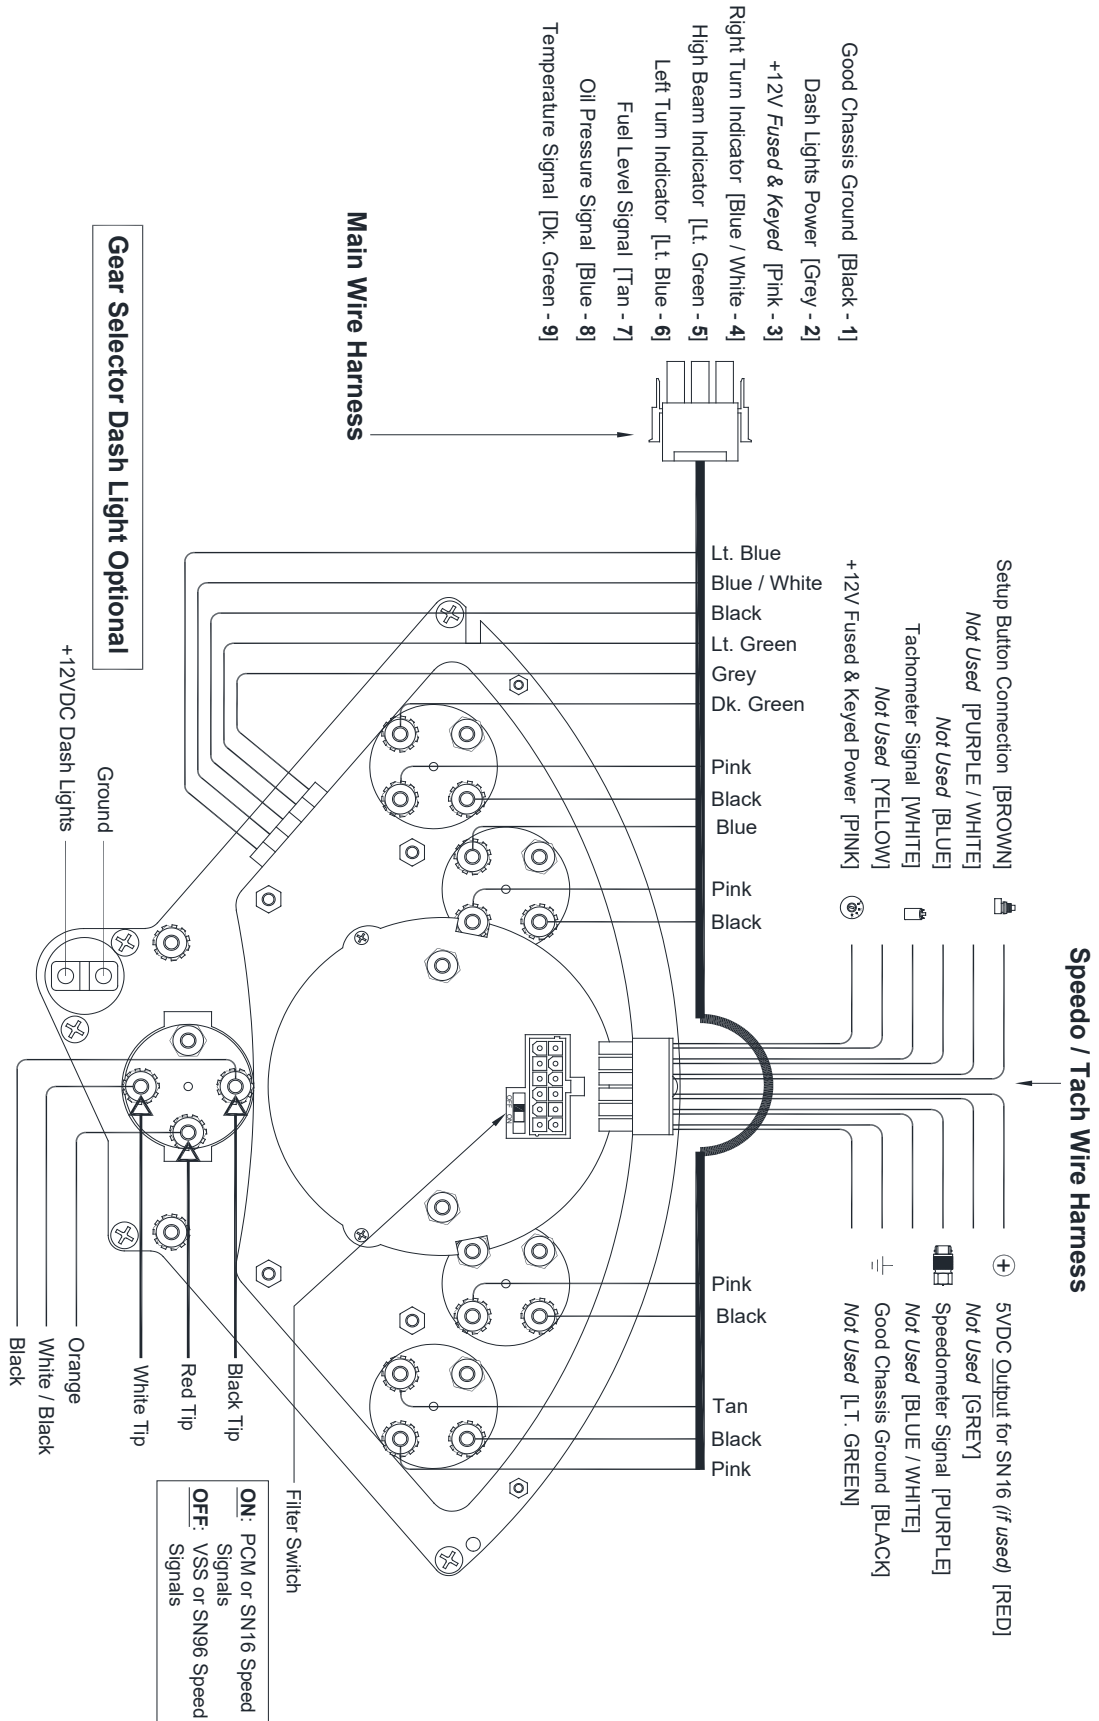 Speedo / Tach Wire Harness
Setup Button Connection [BROWN]
Not Used [PURPLE / WHITE]
Not Used [BLUE]
Tachometer Signal [WHITE]
Not Used [YELLOW]
+12V Fused & Keyed Power [PINK]
5VDC Output for SN16 (if used) [RED]
Not Used [GREY]
Speedometer Signal [PURPLE]
Not Used [BLUE / WHITE]
Good Chassis Ground [BLACK]
Not Used [LT. GREEN]
Good Chassis Ground [Black - 1]
Dash Lights Power [Grey - 2]
+12V Fused & Keyed [Pink - 3]
Right Turn Indicator [Blue / White - 4]
High Beam Indicator [Lt. Green - 5]
Left Turn Indicator [Lt. Blue - 6]
Fuel Level Signal [Tan - 7]
Oil Pressure Signal [Blue - 8]
Temperature Signal [Dk. Green - 9]
Main Wire Harness
Lt. Blue
Blue / White
Black
Lt. Green
Grey
Dk. Green
Pink
Black
Blue
Pink
Black
Pink
Black
Tan
Black
Pink
OFF ON
Gear Selector Dash Light Optional
Ground
+12VDC Dash Lights
Black Tip
Red Tip
White Tip
Orange
White / Black
Black
Filter Switch
ON: PCM or SN16 Speed
Signals
OFF: VSS or SN96 Speed
Signals